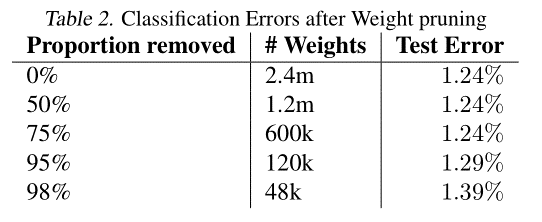 Table 2. Classification Errors after Weight pruning
Proportion removed # Weights Test Error
0% 2.4m 1.24%
50% 1.2m 1.24%
75% 600k 1.24%
95% 120k 1.29%
98% 48k 1.39%